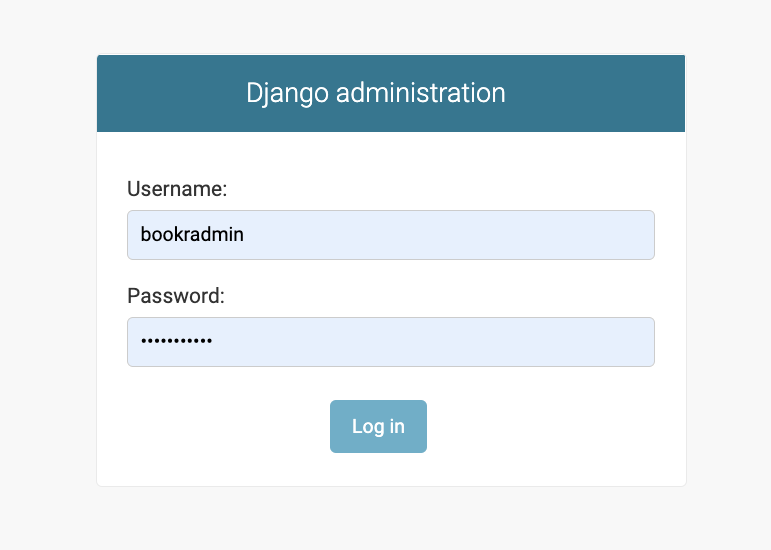 Django administration
Username:
bookradmin
Password:
•••••••••••
Log in